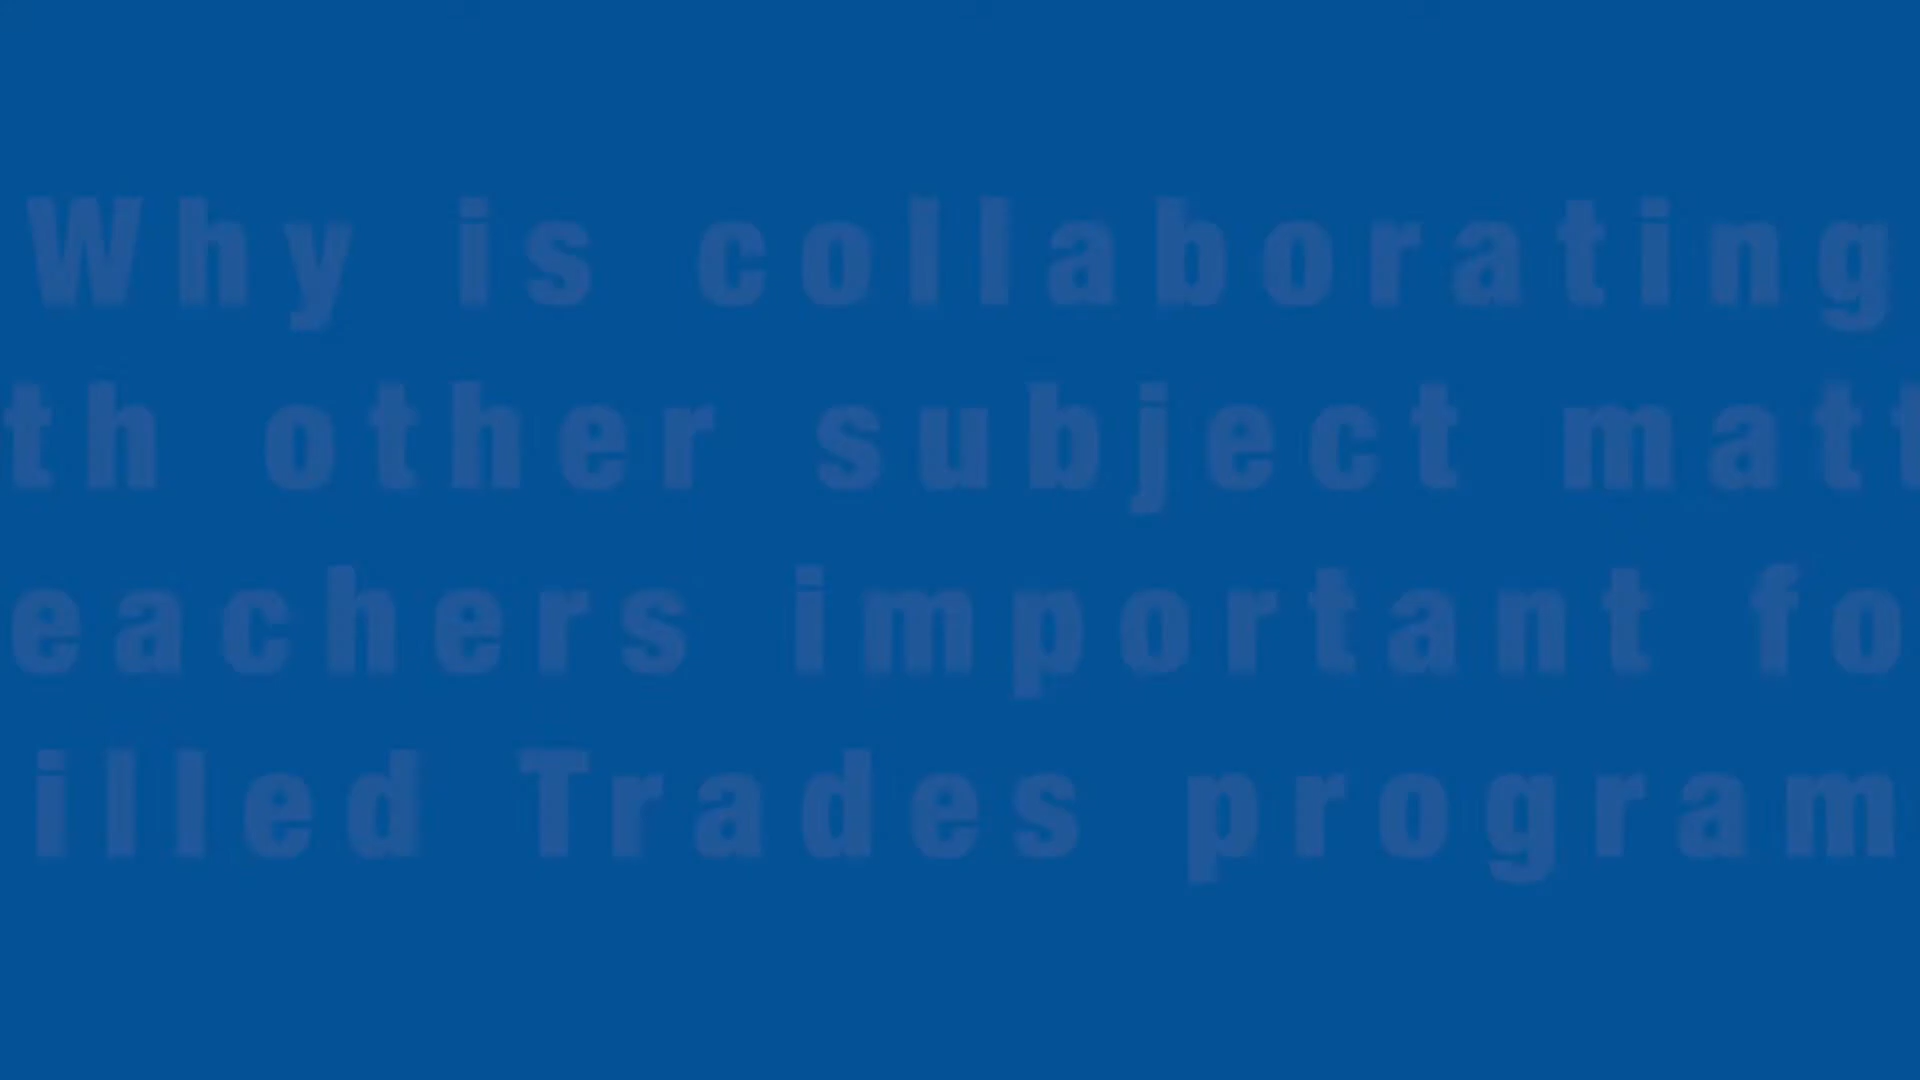 Why is collaborating
th other subject matt
eachers important fo
illed Trades program